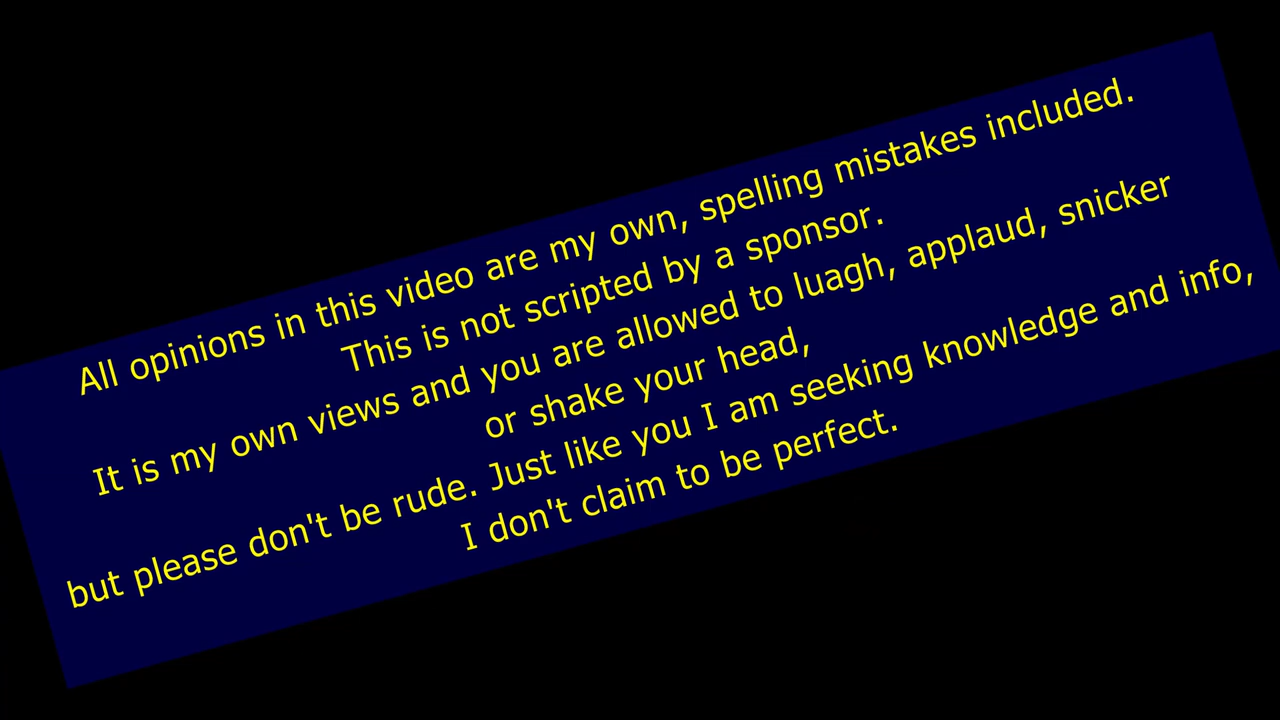 All opinions in this video are my own, spelling mistakes included.
This is not scripted by a sponsor.
It is my own views and you are allowed to luagh, applaud, snicker
or shake your head,
but please don't be rude. Just like you I am seeking knowledge and info,
I don't claim to be perfect.